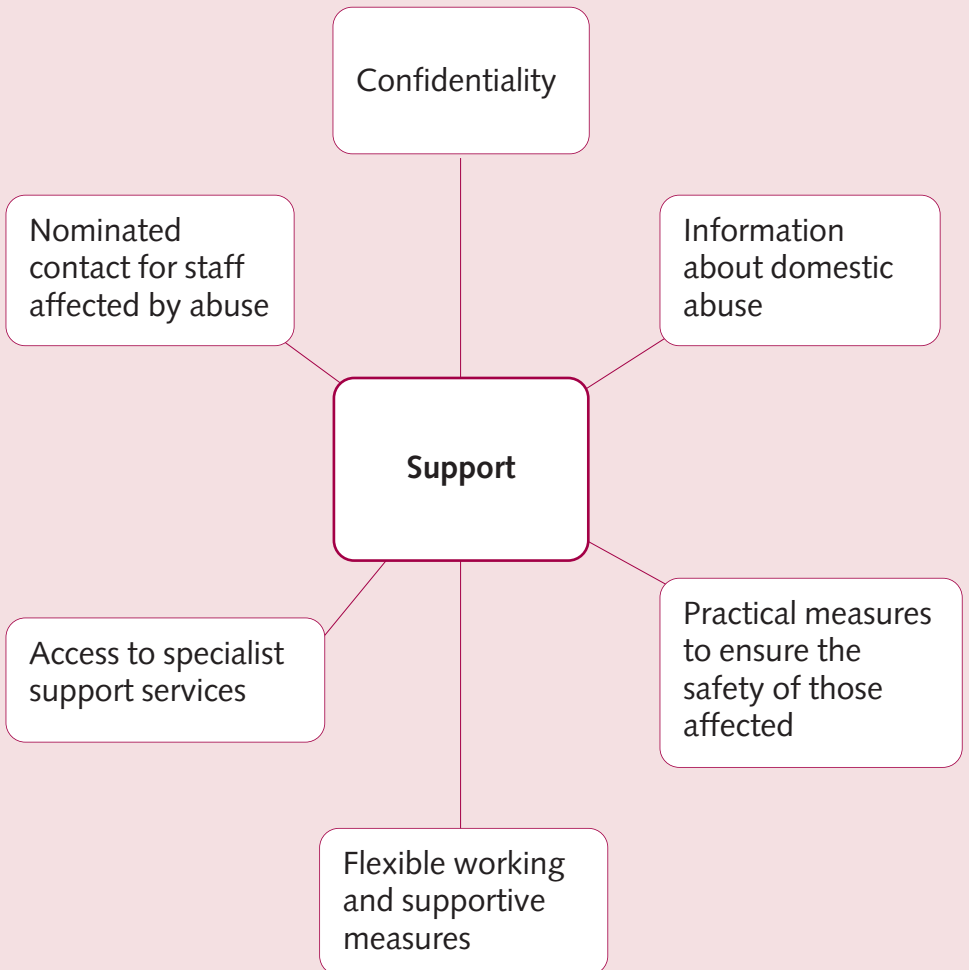 Confidentiality
Nominated
contact for staff
affected by abuse
Information
about domestic
abuse
Support
Access to specialist
support services
Practical measures
to ensure the
safety of those
affected
Flexible working
and supportive
measures